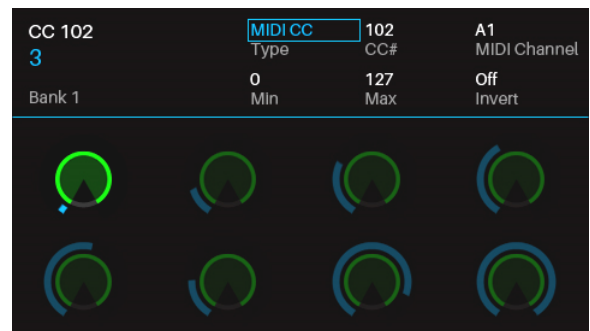 CC 102
3
Bank 1
MIDI CC 102 A1
Type CC# MIDI Channel
0 127 Off
Min Max Invert